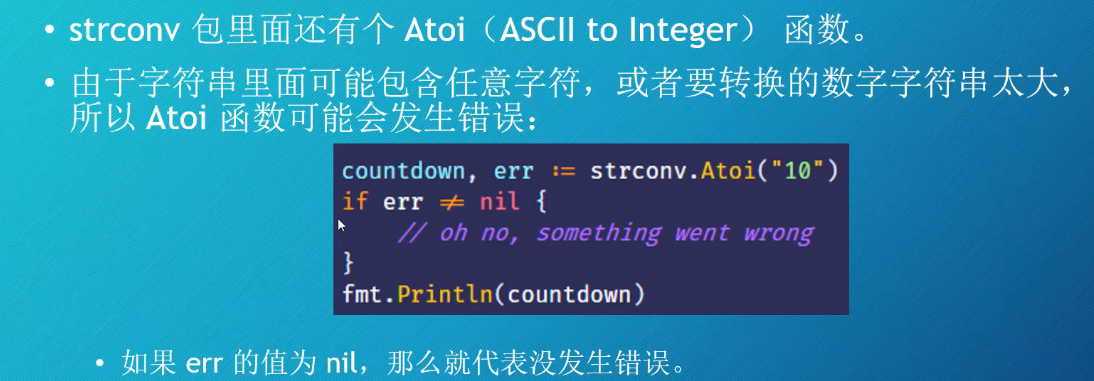 • strconv 包里面还有个 Atoi（ASCII to Integer） 函数。
• 由于字符串里面可能包含任意字符，或者要转换的数字字符串太大，
所以 Atoi 函数可能会发生错误：
countdown, err := strconv.Atoi("10")
if err ≠ nil {
    // oh no, something went wrong
}
fmt.Println(countdown)
• 如果 err 的值为 nil，那么就代表没发生错误。